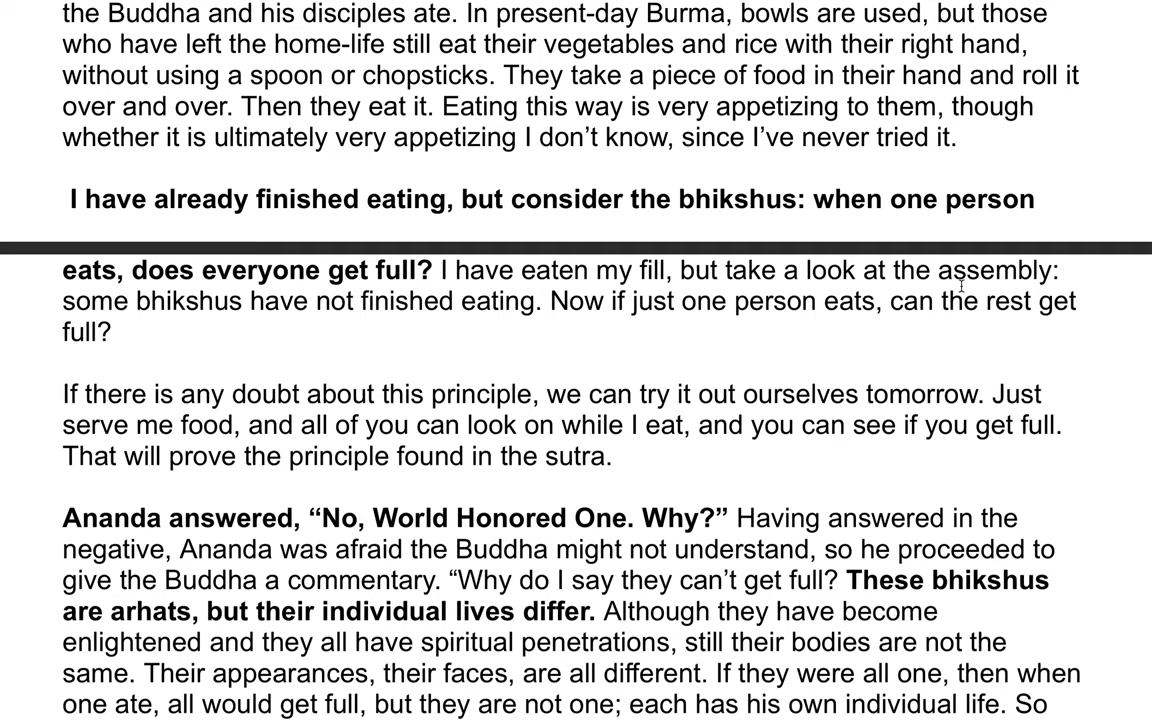 the Buddha and his disciples ate. In present-day Burma, bowls are used, but those
who have left the home-life still eat their vegetables and rice with their right hand,
without using a spoon or chopsticks. They take a piece of food in their hand and roll it
over and over. Then they eat it. Eating this way is very appetizing to them, though
whether it is ultimately very appetizing I don’t know, since I’ve never tried it.
I have already finished eating, but consider the bhikshus: when one person
eats, does everyone get full? I have eaten my fill, but take a look at the assembly:
some bhikshus have not finished eating. Now if just one person eats, can the rest get
full?
If there is any doubt about this principle, we can try it out ourselves tomorrow. Just
serve me food, and all of you can look on while I eat, and you can see if you get full.
That will prove the principle found in the sutra.
Ananda answered, “No, World Honored One. Why?” Having answered in the
negative, Ananda was afraid the Buddha might not understand, so he proceeded to
give the Buddha a commentary. “Why do I say they can’t get full? These bhikshus
are arhats, but their individual lives differ. Although they have become
enlightened and they all have spiritual penetrations, still their bodies are not the
same. Their appearances, their faces, are all different. If they were all one, then when
one ate, all would get full, but they are not one; each has his own individual life. So